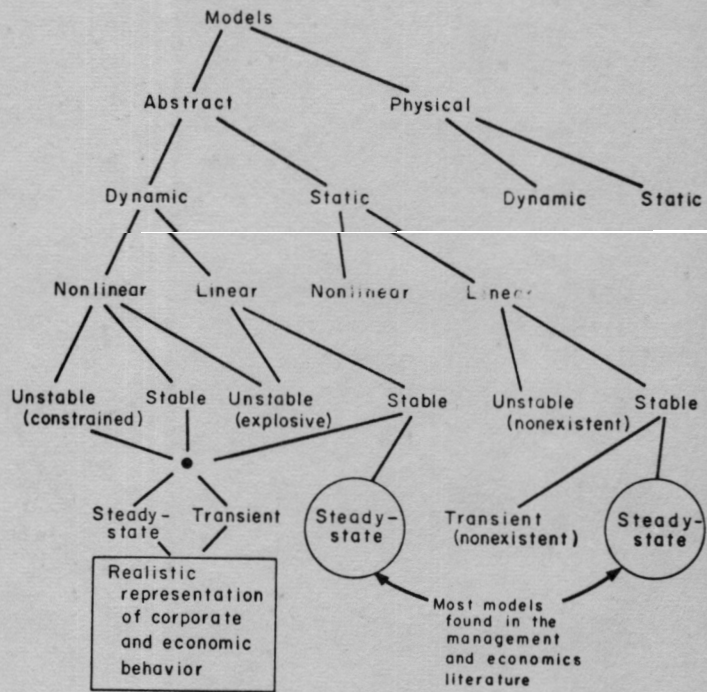 Models
Abstract Physical
Dynamic Static Dynamic Static
Nonlinear Linear Nonlinear
Unstable Stable Unstable Stable Unstable Stable
(constrained) (explosive) (nonexistent)
Steady- Transient Steady- Transient Steady-
state state (nonexistent) state
Realistic
representation
of corporate
and economic
behavior
Most models
found in the
management
and economics
literature